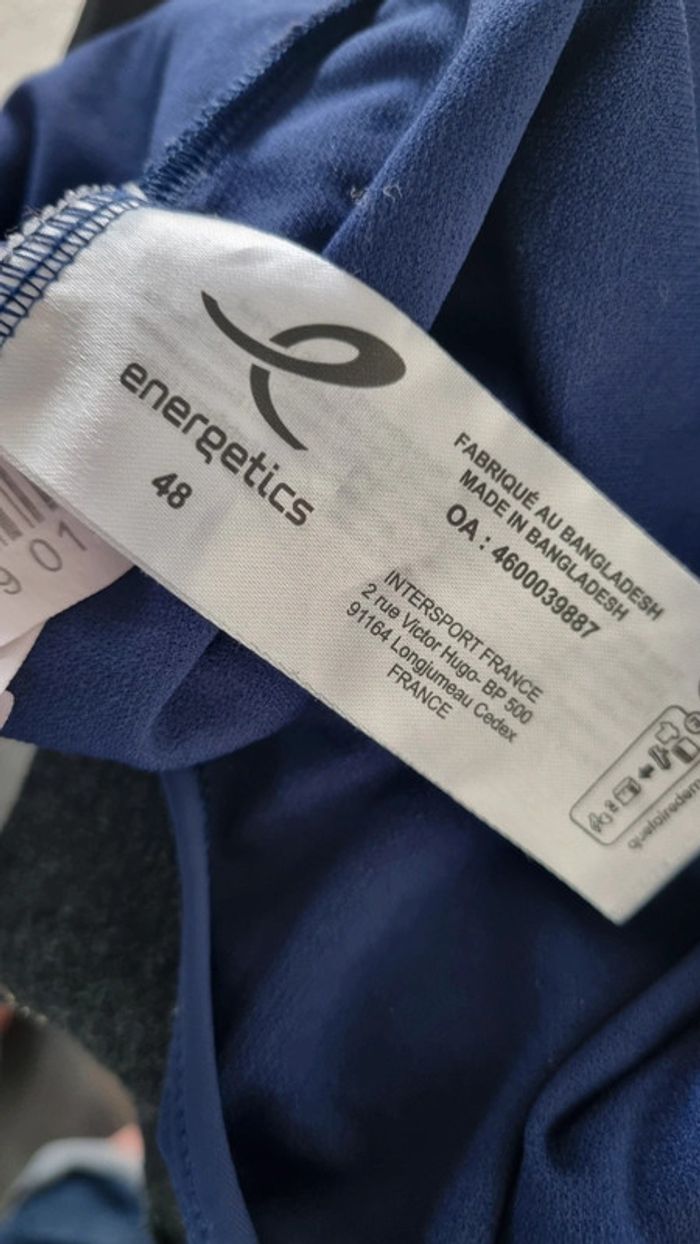 energetics
48
FABRIQUÉ AU BANGLADESH
MADE IN BANGLADESH
OA : 4600039887
INTERSPORT FRANCE
2 rue Victor Hugo- BP 500
91164 Longjumeau Cedex
FRANCE
01